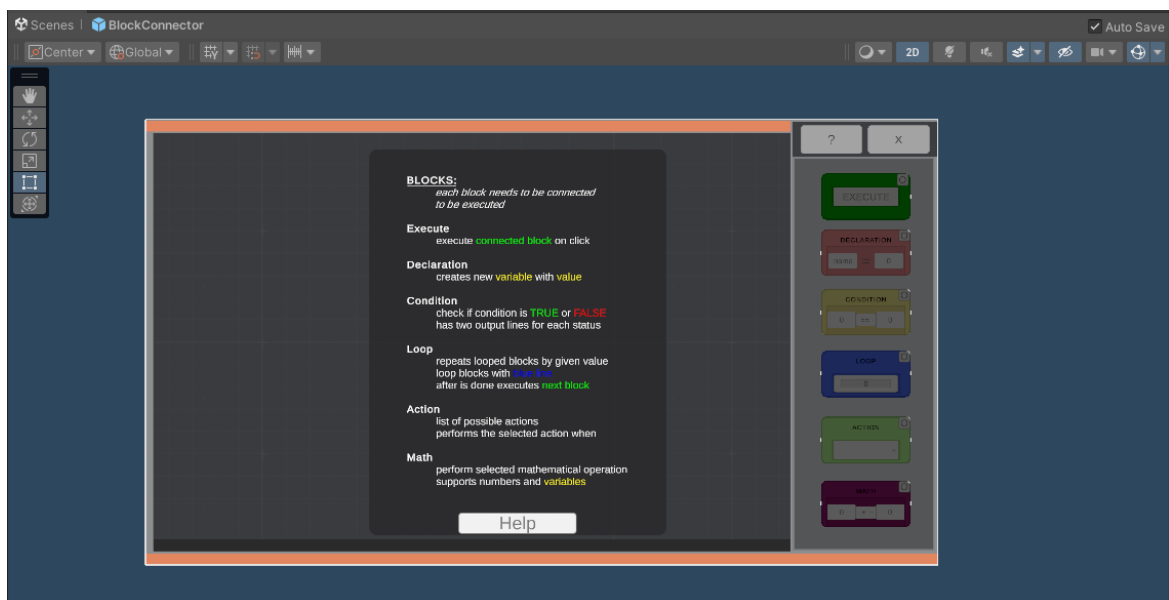 Scenes | BlockConnector
Auto Save
Center Global
2D
? x
BLOCKS:
each block needs to be connected
to be executed
Execute
execute connected block on click
Declaration
creates new variable with value
Condition
check if condition is TRUE or FALSE
has two output lines for each status
Loop
repeats looped blocks by given value
loop blocks with
after is done executes next block
Action
list of possible actions
performs the selected action when
Math
perform selected mathematical operation
supports numbers and variables
Help
EXECUTE
DECLARATION
name = 0
CONDITION
0 == 0
LOOP
0
ACTION
MATH
0 + 0